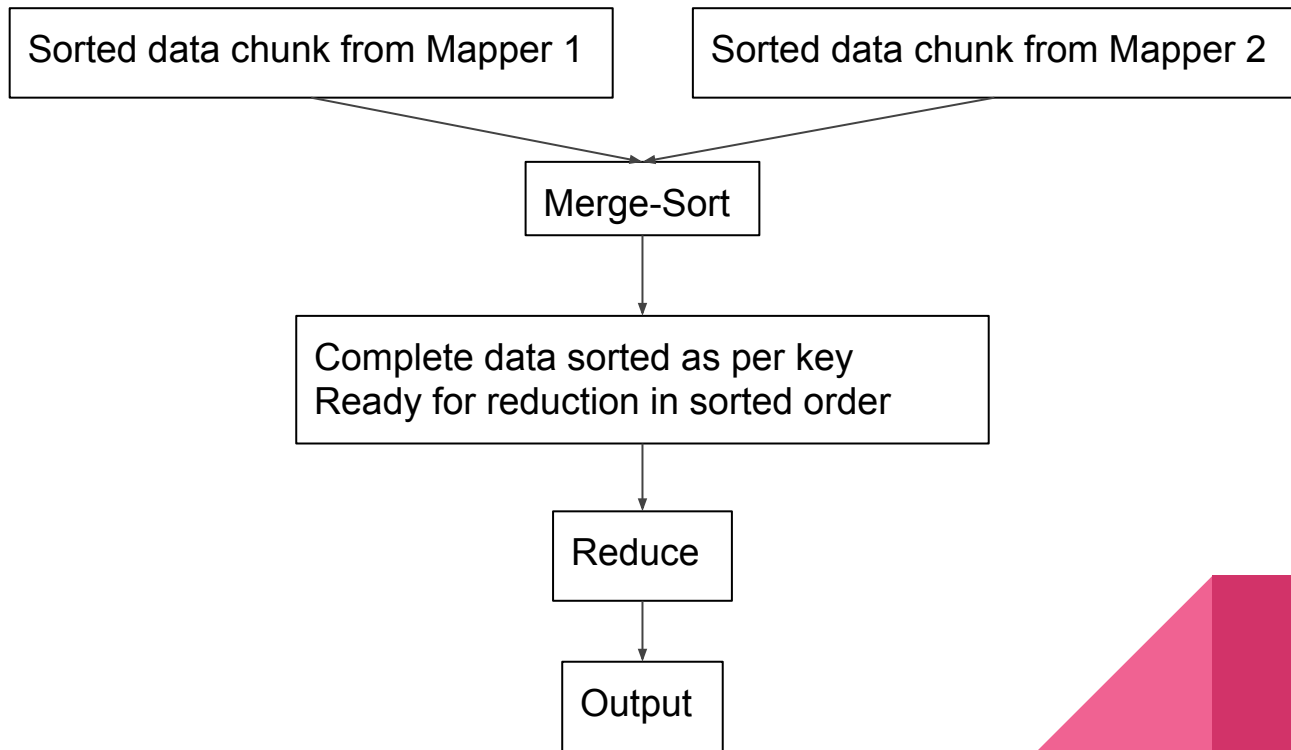 Sorted data chunk from Mapper 1
Sorted data chunk from Mapper 2
Merge-Sort
Complete data sorted as per key
Ready for reduction in sorted order
Reduce
Output